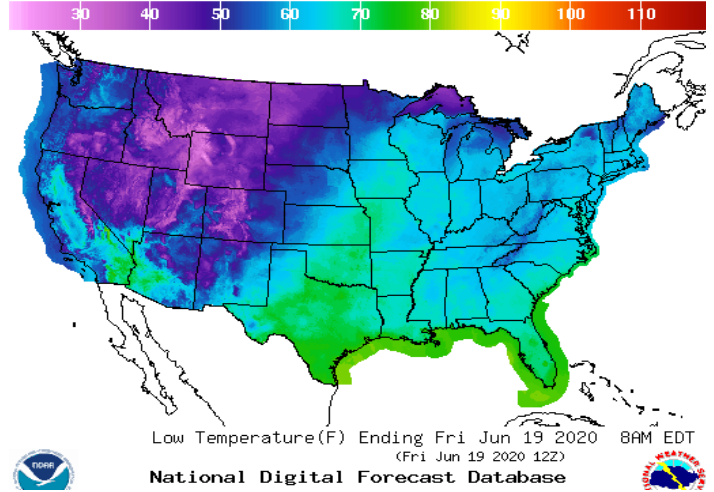 30 40 50 60 70 80 90 100 110
Low Temperature(F) Ending Fri Jun 19 2020 8AM EDT
(Fri Jun 19 2020 12Z)
National Digital Forecast Database
NOAA
WEATHER